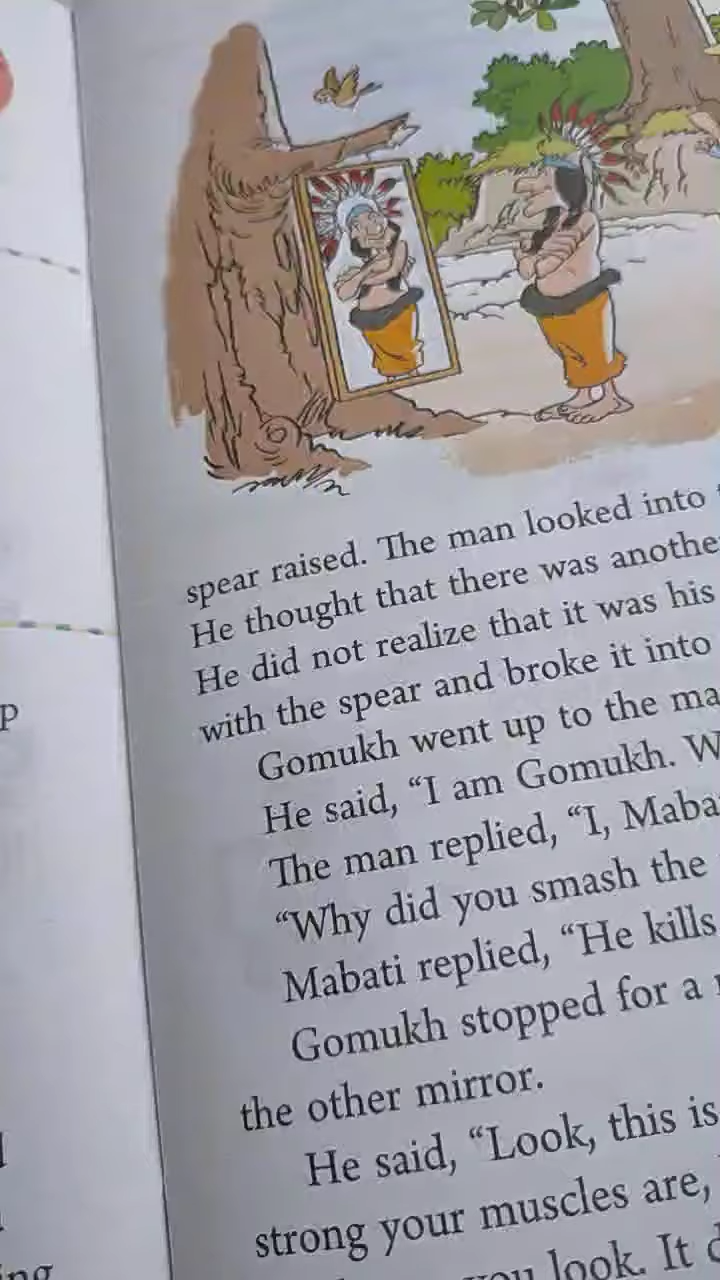 spear raised. The man looked into
He thought that there was anothe
He did not realize that it was his
with the spear and broke it into
Gomukh went up to the ma
He said, “I am Gomukh. W
The man replied, “I, Maba
“Why did you smash the
Mabati replied, “He kills
Gomukh stopped for a
the other mirror.
He said, “Look, this is
strong your muscles are,
you look. It
p
ing